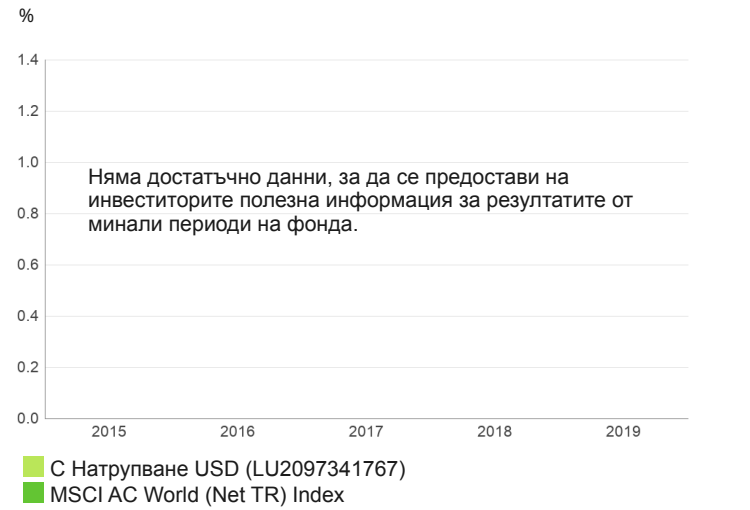 %
1.4
1.2
1.0
Няма достатъчно данни, за да се предостави на
инвеститорите полезна информация за резултатите от
минали периоди на фонда.
0.8
0.6
0.4
0.2
0.0
2015 2016 2017 2018 2019
C Натрупване USD (LU2097341767)
MSCI AC World (Net TR) Index